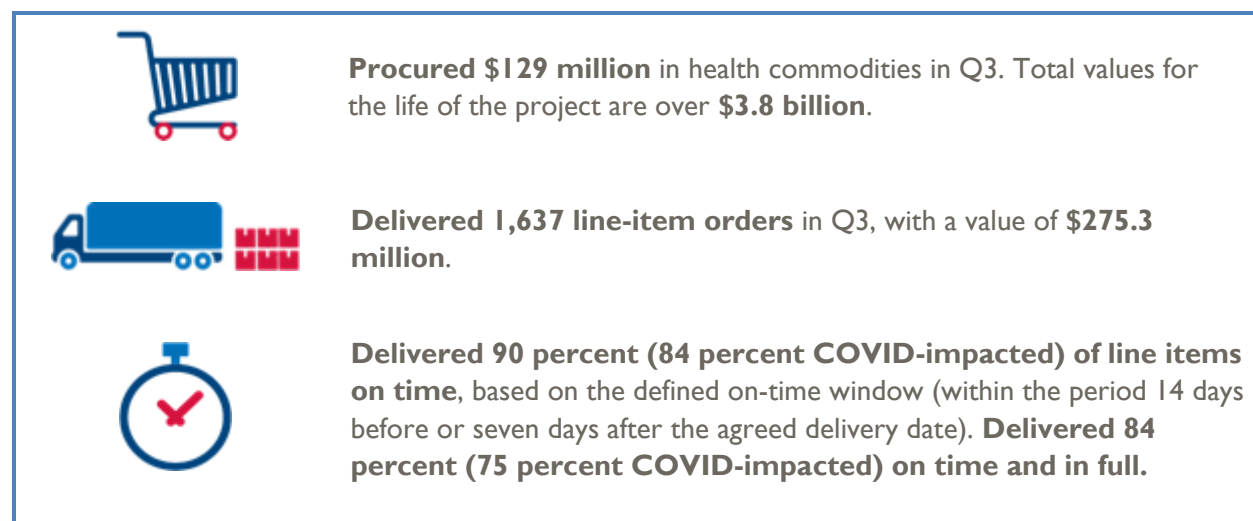 Procured $129 million in health commodities in Q3. Total values for
the life of the project are over $3.8 billion.
Delivered 1,637 line-item orders in Q3, with a value of $275.3
million.
Delivered 90 percent (84 percent COVID-impacted) of line items
on time, based on the defined on-time window (within the period 14 days
before or seven days after the agreed delivery date). Delivered 84
percent (75 percent COVID-impacted) on time and in full.